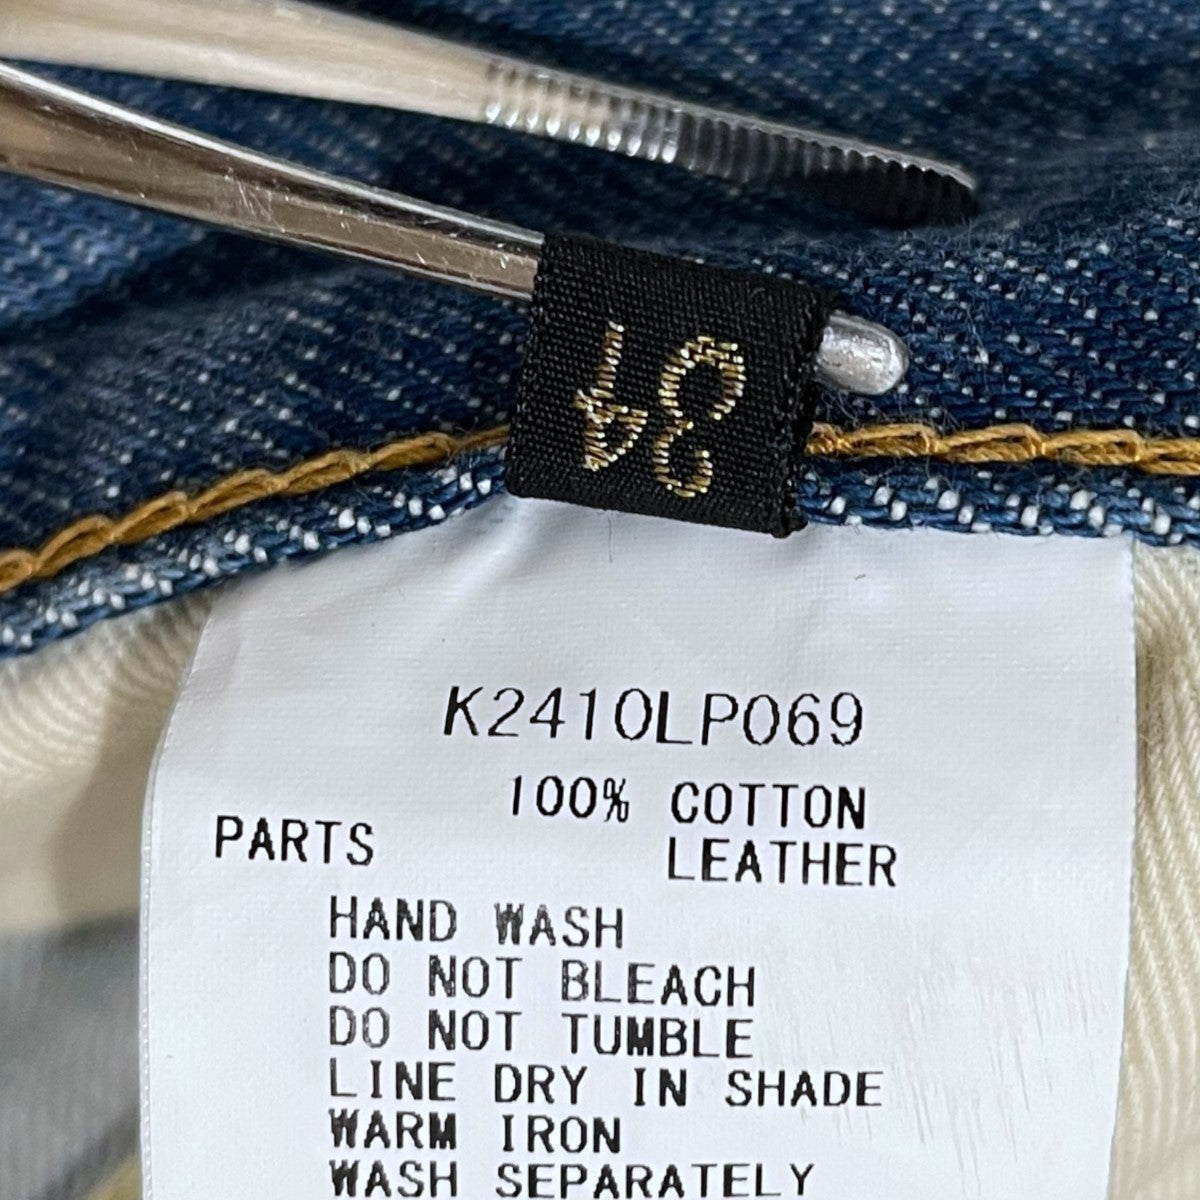 34
K2410LP069
100% COTTON
PARTS LEATHER
HAND WASH
DO NOT BLEACH
DO NOT TUMBLE
LINE DRY IN SHADE
WARM IRON
WASH SEPARATELY